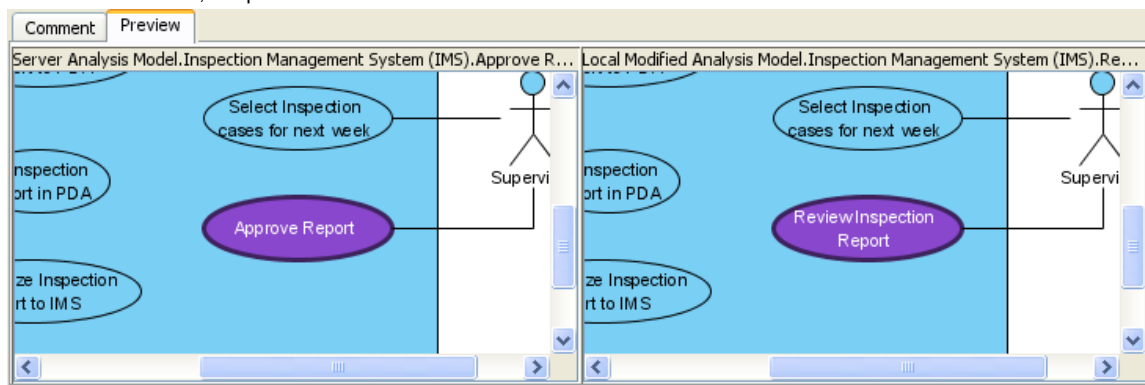 Comment Preview
Server Analysis Model.Inspection Management System (IMS).Approve R...
Select Inspection
cases for next week
nspection
ort in PDA
Supervi
Approve Report
ze Inspection
rt to IMS
Local Modified Analysis Model.Inspection Management System (IMS).Re...
Select Inspection
cases for next week
nspection
ort in PDA
Supervi
Review Inspection
Report
ze Inspection
rt to IMS